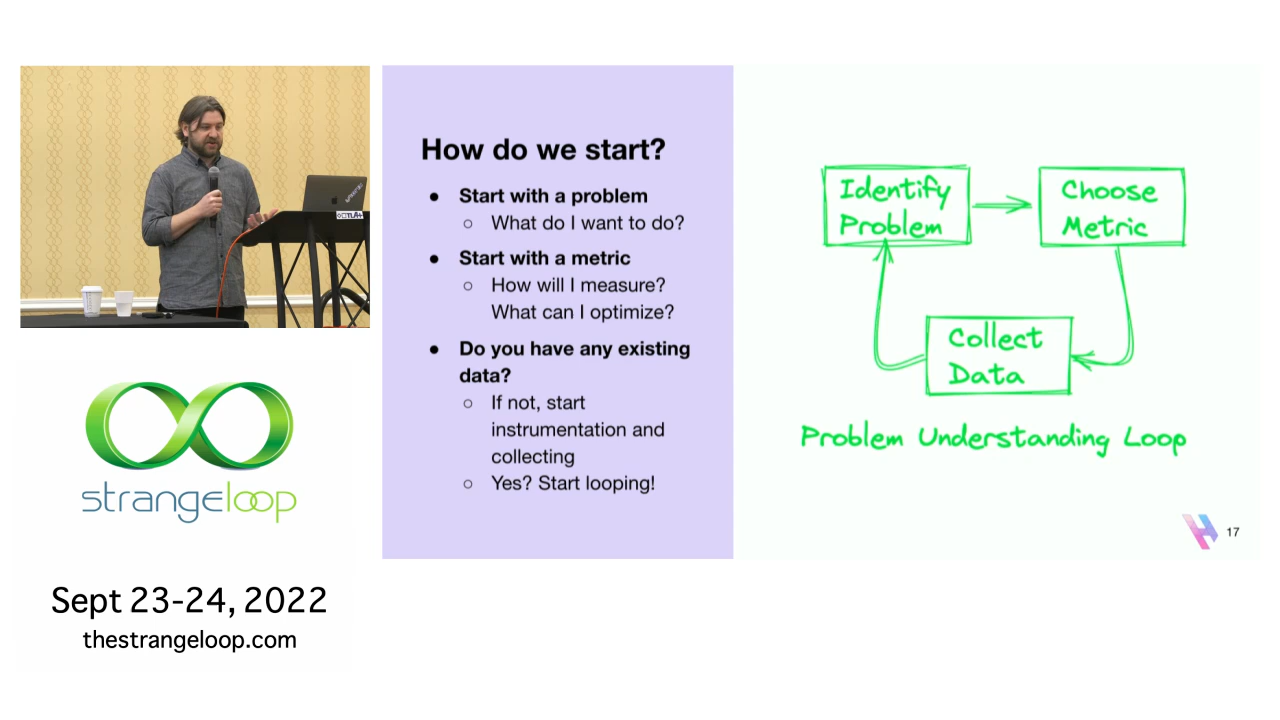 How do we start?
● Start with a problem
○ What do I want to do?
● Start with a metric
○ How will I measure?
What can I optimize?
● Do you have any existing
data?
○ If not, start
instrumentation and
collecting
○ Yes? Start looping!
Identify
Problem
Choose
Metric
Collect
Data
Problem Understanding Loop
17
TLA+
strangeloop
Sept 23-24, 2022
thestrangeloop.com